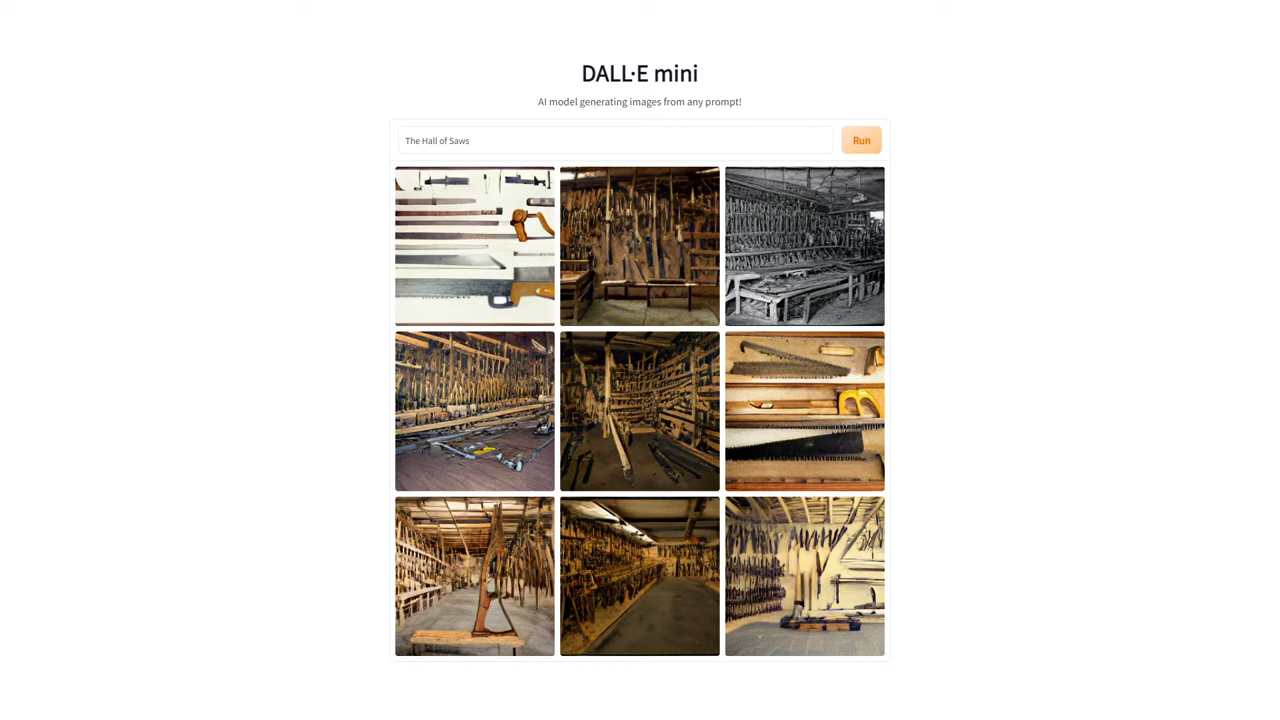 DALL·E mini
AI model generating images from any prompt!
The Hall of Saws
Run